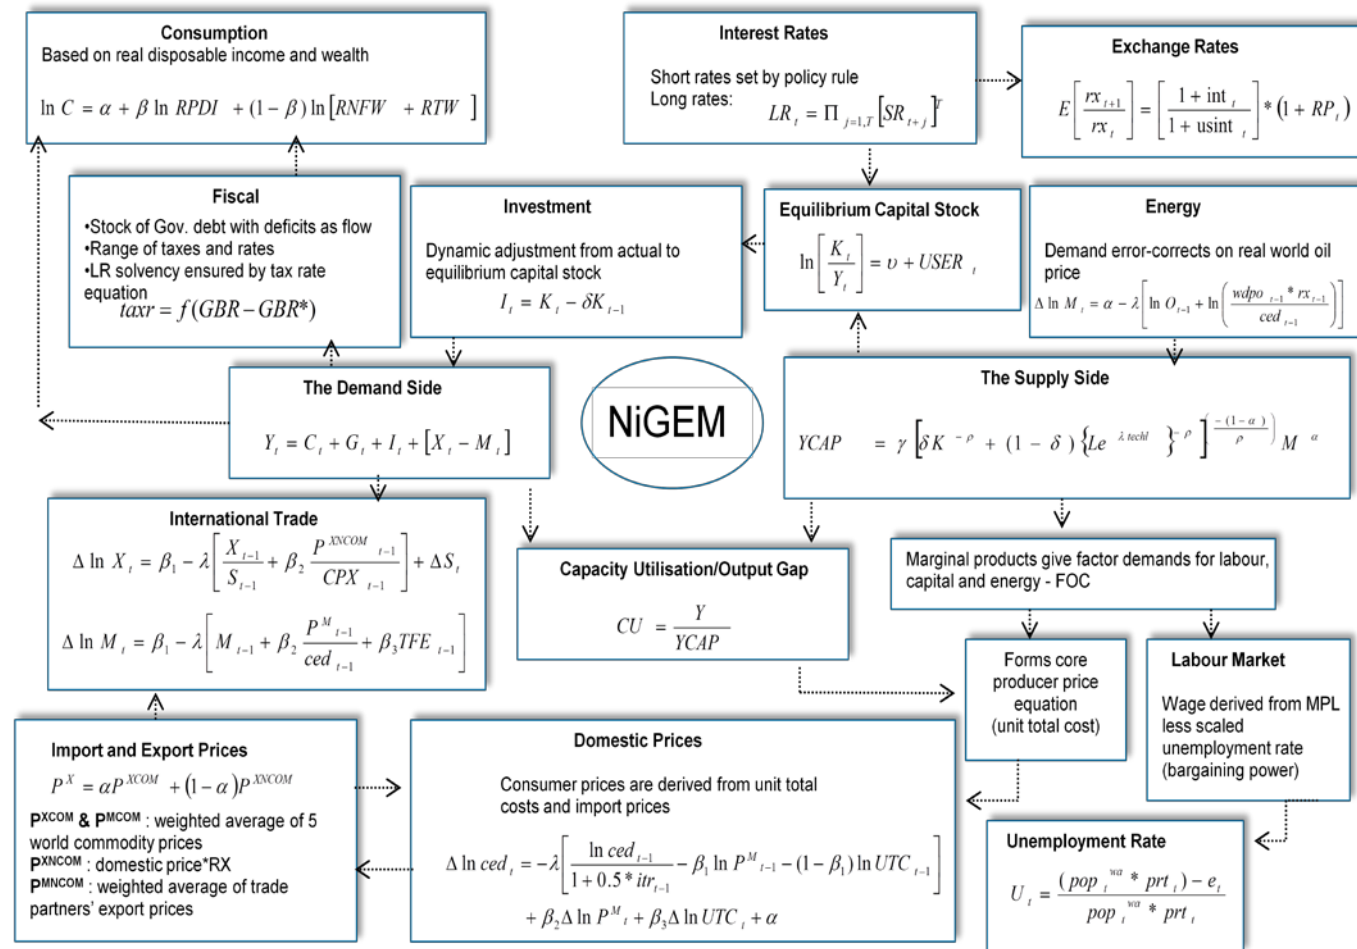 Consumption
Based on real disposable income and wealth
ln C = α + β ln RPDI + (1 − β) ln[RNFW + RTW ]
Interest Rates
Short rates set by policy rule
Long rates:
LR_t = Π_{j=1,T} [SR_{t+j}]^T
Exchange Rates
E[rx_{t+1} / rx_t] = [(1 + int_t) / (1 + usint_t)] * (1 + RP_t)
Fiscal
•Stock of Gov. debt with deficits as flow
•Range of taxes and rates
•LR solvency ensured by tax rate
equation
taxr = f(GBR − GBR*)
Investment
Dynamic adjustment from actual to
equilibrium capital stock
I_t = K_t − δK_{t−1}
Equilibrium Capital Stock
ln[K_t / Y_t] = υ + USER_t
Energy
Demand error-corrects on real world oil
price
Δ ln M_t = α − λ[ln O_{t−1} + ln(wdpo_{t−1} * rx_{t−1} / ced_{t−1})]
The Demand Side
Y_t = C_t + G_t + I_t + [X_t − M_t]
NiGEM
The Supply Side
YCAP = γ [δK^{−ρ} + (1 − δ){Le^{λ techl}}^{−ρ}]^{(−(1−α) / ρ)} M^α
International Trade
Δ ln X_t = β_1 − λ[X_{t−1} / S_{t−1} + β_2 P^{XNCOM}_{t−1} / CPX_{t−1}] + ΔS_t
Δ ln M_t = β_1 − λ[M_{t−1} + β_2 P^M_{t−1} / ced_{t−1} + β_3 TFE_{t−1}]
Capacity Utilisation/Output Gap
CU = Y / YCAP
Marginal products give factor demands for labour,
capital and energy - FOC
Forms core
producer price
equation
(unit total cost)
Labour Market
Wage derived from MPL
less scaled
unemployment rate
(bargaining power)
Import and Export Prices
P^X = αP^{XCOM} + (1 − α)P^{XNCOM}
P^{XCOM} & P^{MCOM} : weighted average of 5
world commodity prices
P^{XNCOM} : domestic price*RX
P^{MNCOM} : weighted average of trade
partners' export prices
Domestic Prices
Consumer prices are derived from unit total
costs and import prices
Δ ln ced_t = −λ[ln ced_{t−1} / (1 + 0.5 * itr_{t−1}) − β_1 ln P^M_{t−1} − (1 − β_1) ln UTC_{t−1}]
+ β_2 Δ ln P^M_t + β_3 Δ ln UTC_t + α
Unemployment Rate
U_t = ((pop_t^{wa} * prt_t) − e_t) / (pop_t^{wa} * prt_t)